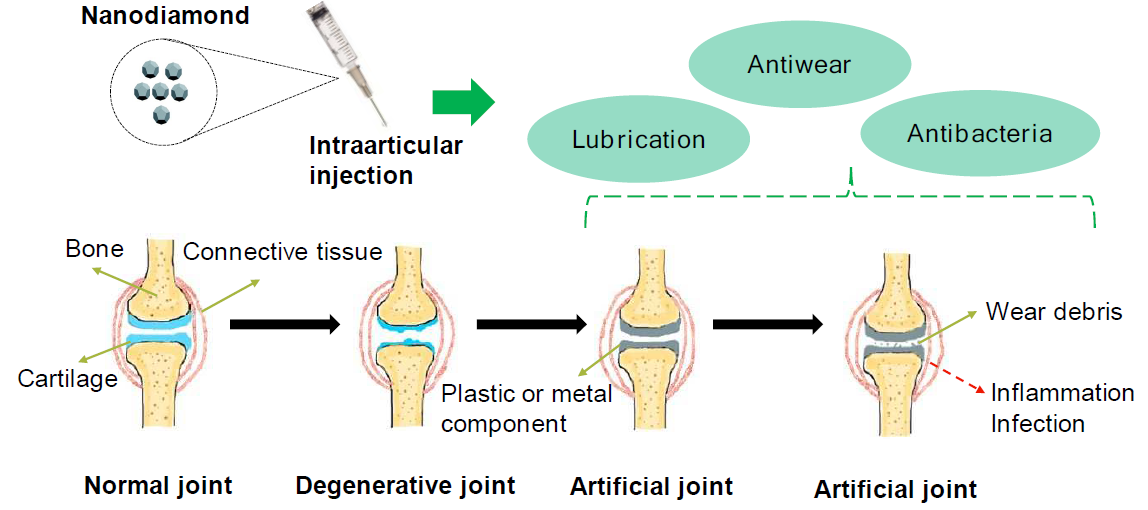 Nanodiamond
Intraarticular
injection
Antiwear
Lubrication
Antibacteria
Bone
Connective tissue
Cartilage
Plastic or metal
component
Wear debris
Inflammation
Infection
Normal joint
Degenerative joint
Artificial joint
Artificial joint